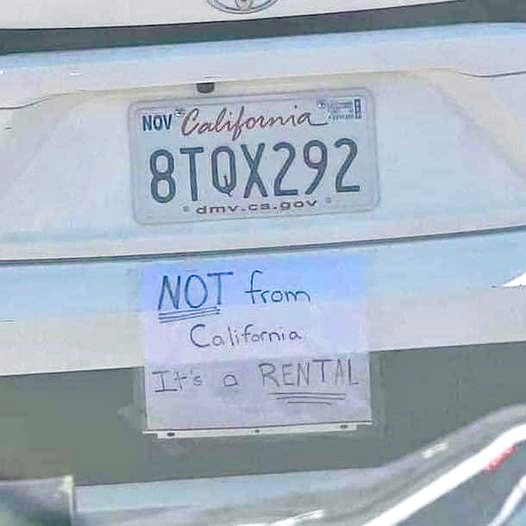 NOV California
8TQX292
dmv.ca.gov
NOT from
California
It's a RENTAL